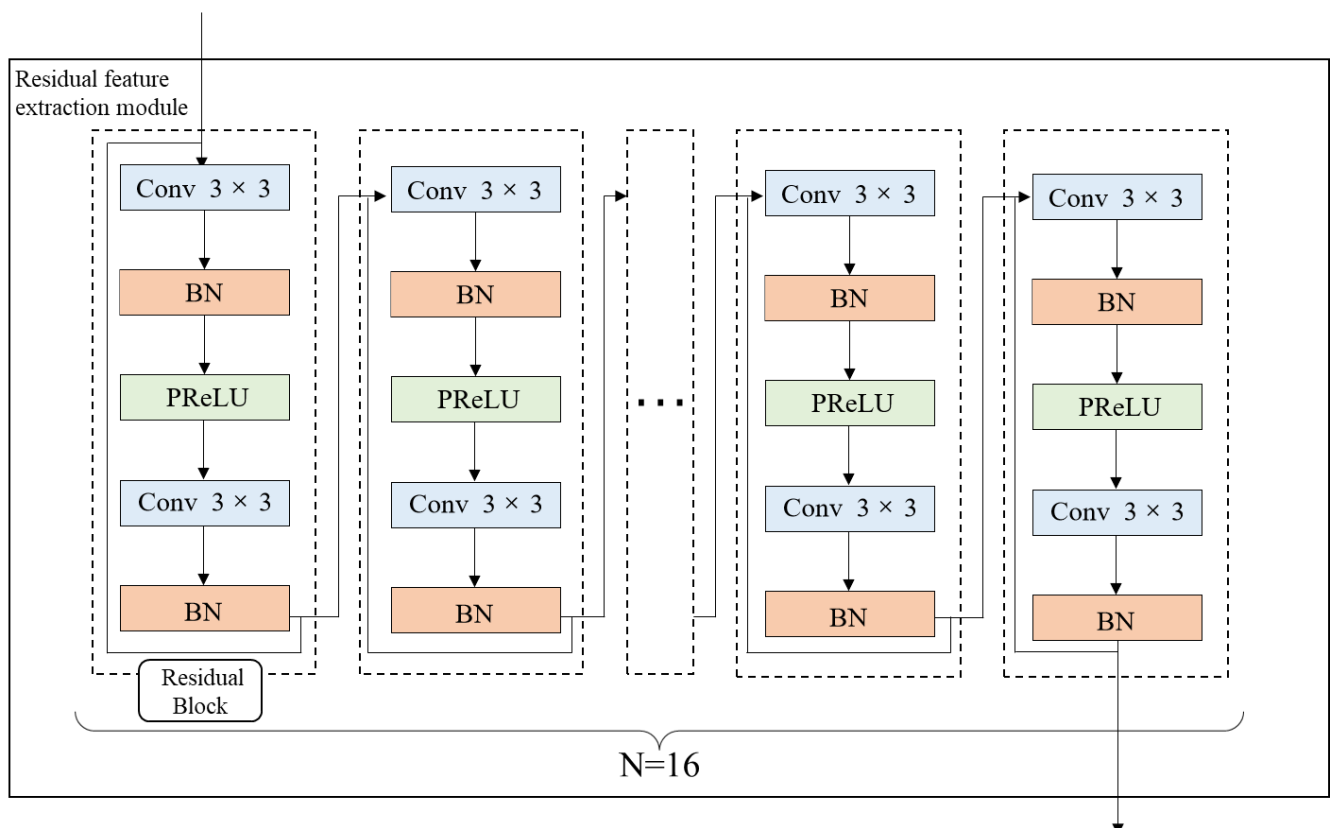 Residual feature
extraction module
Conv 3 × 3
BN
PReLU
Conv 3 × 3
BN
Residual
Block
Conv 3 × 3
BN
PReLU
Conv 3 × 3
BN
...
Conv 3 × 3
BN
PReLU
Conv 3 × 3
BN
Conv 3 × 3
BN
PReLU
Conv 3 × 3
BN
N=16